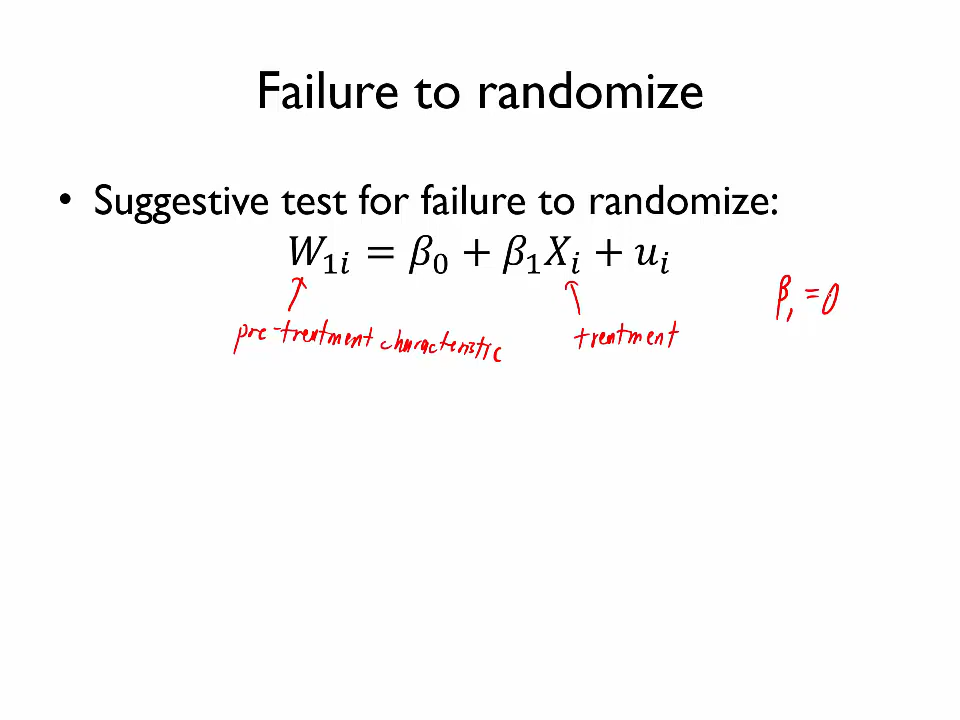 Failure to randomize
• Suggestive test for failure to randomize:
𝑊₁ᵢ = β₀ + β₁𝑋ᵢ + 𝑢ᵢ
β₁ = 0
pre-treatment characteristic
treatment